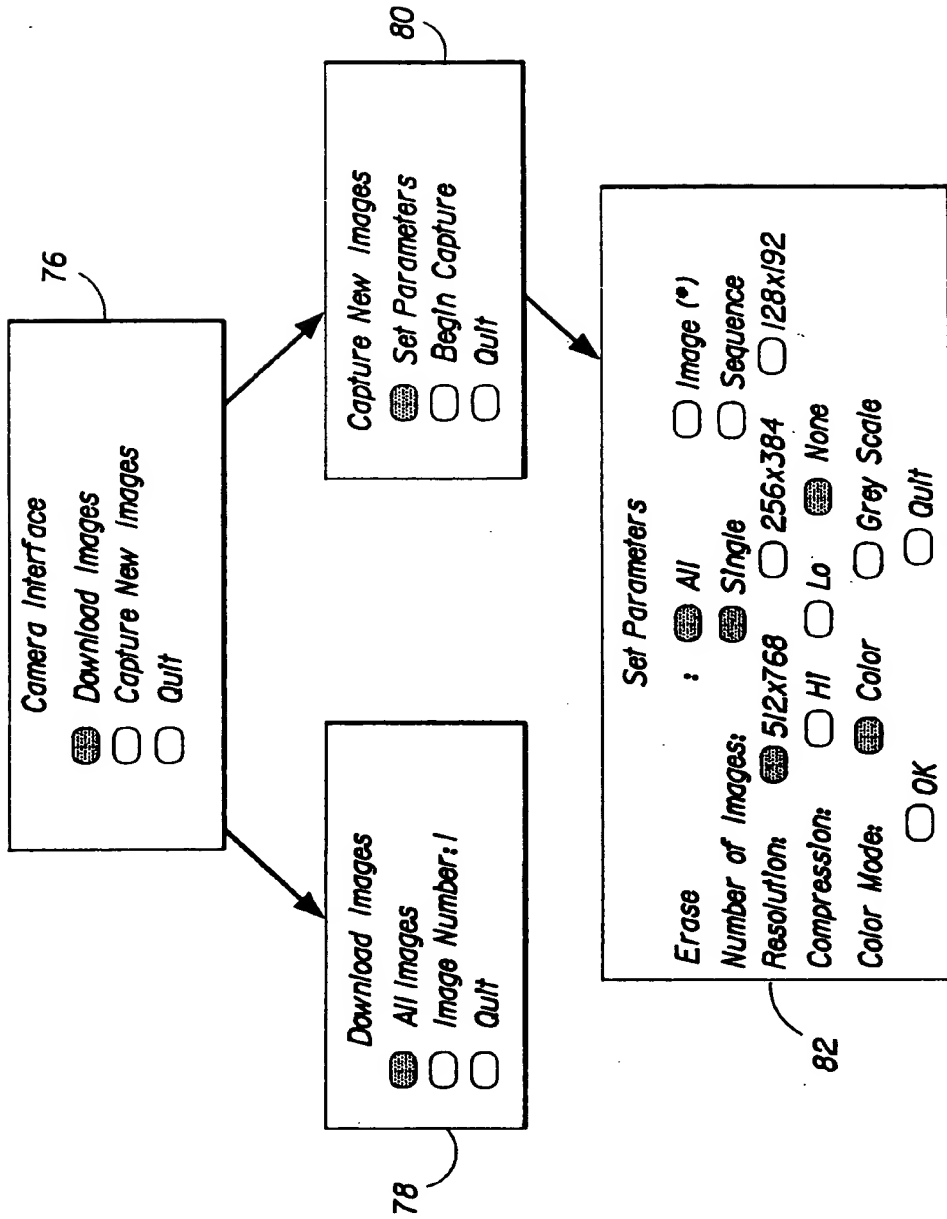 76
Camera Interface
Download Images
Capture New Images
Quit
78
Download Images
All Images
Image Number: 1
Quit
80
Capture New Images
Set Parameters
Begin Capture
Quit
82
Set Parameters
Erase : All Image (*)
Number of Images: Single Sequence
Resolution: 512x768 256x384 128x192
Compression: HI Lo None
Color Mode: Color Grey Scale
OK Quit